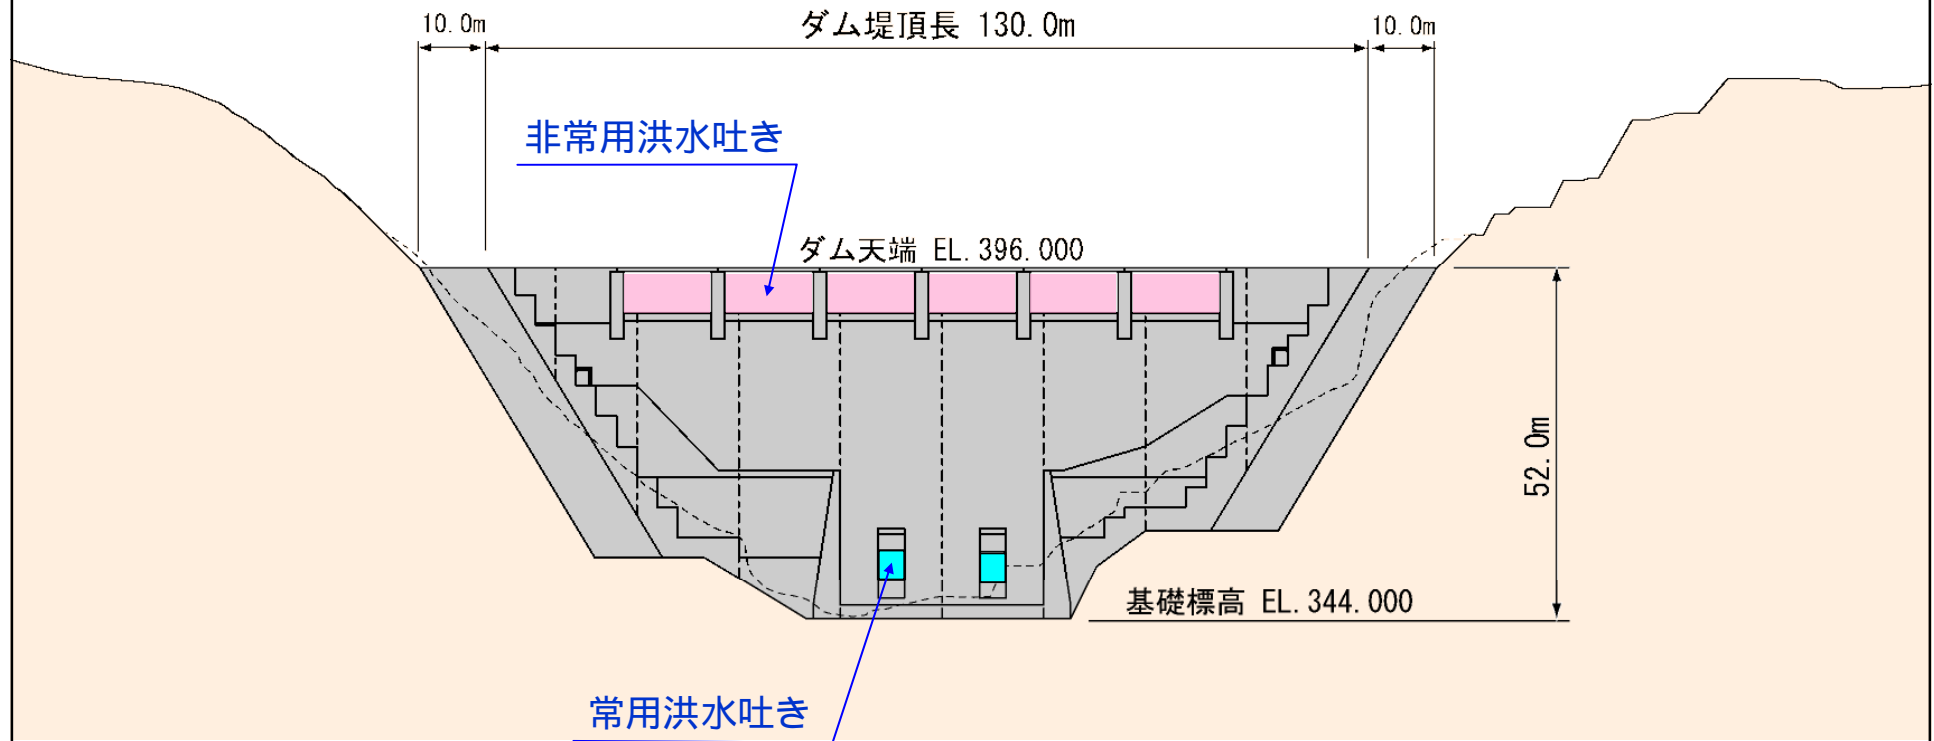 10.0m
ダム堤頂長 130.0m
10.0m
非常用洪水吐き
ダム天端 EL.396.000
52.0m
基礎標高 EL.344.000
常用洪水吐き